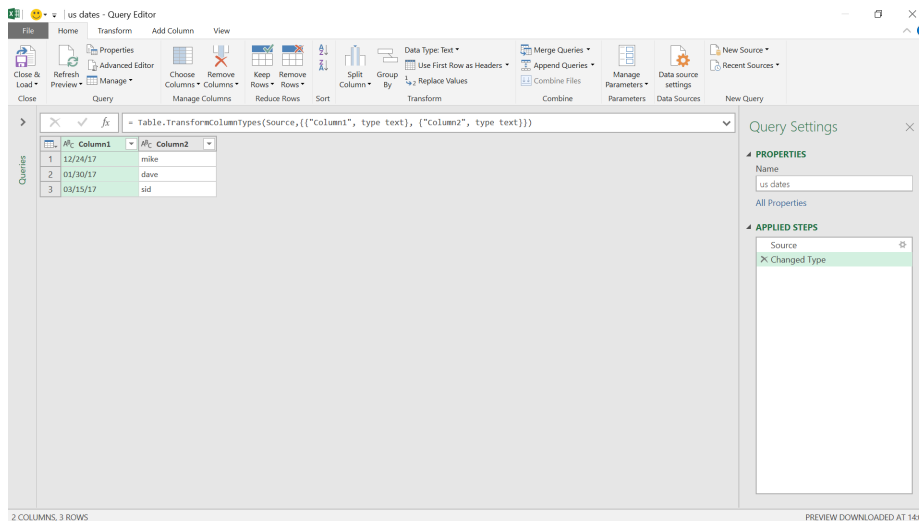 us dates - Query Editor
File Home Transform Add Column View
Close & Load
Close
Refresh Preview
Properties
Advanced Editor
Manage
Query
Choose Columns
Remove Columns
Manage Columns
Keep Rows
Remove Rows
Reduce Rows
Sort
Split Column
Group By
Data Type: Text
Use First Row as Headers
Replace Values
Transform
Merge Queries
Append Queries
Combine Files
Combine
Manage Parameters
Parameters
Data source settings
Data Sources
New Source
Recent Sources
New Query
fx = Table.TransformColumnTypes(Source,{{"Column1", type text}, {"Column2", type text}})
Queries
ABC Column1 ABC Column2
1 12/24/17 mike
2 01/30/17 dave
3 03/15/17 sid
Query Settings
PROPERTIES
Name
us dates
All Properties
APPLIED STEPS
Source
Changed Type
2 COLUMNS, 3 ROWS
PREVIEW DOWNLOADED AT 14: